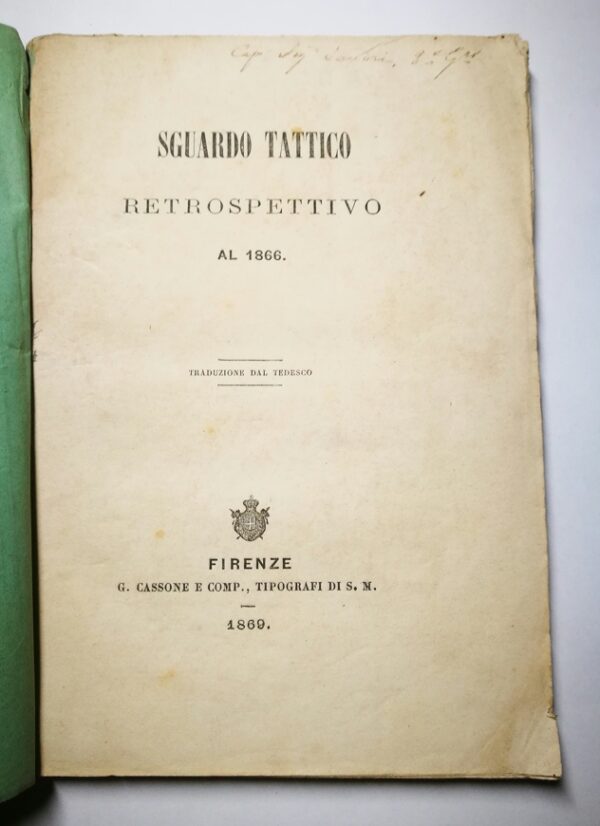 SGUARDO TATTICO
RETROSPETTIVO
AL 1866.
TRADUZIONE DAL TEDESCO
FIRENZE
G. CASSONE E COMP., TIPOGRAFI DI S. M.
1869.